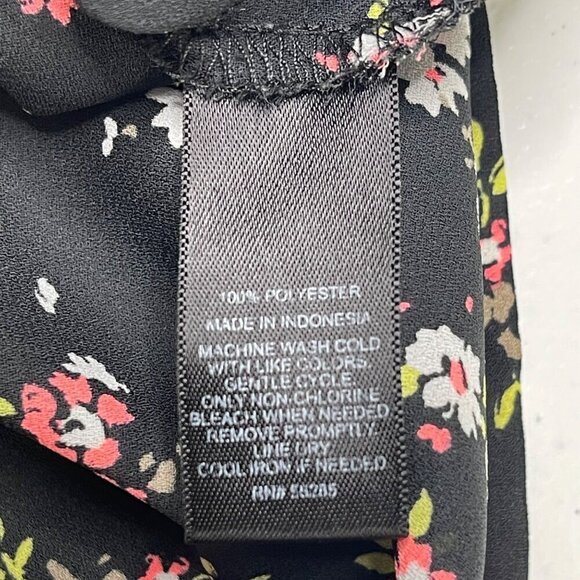 100% POLYESTER
MADE IN INDONESIA
MACHINE WASH COLD
WITH LIKE COLORS.
GENTLE CYCLE.
ONLY NON-CHLORINE
BLEACH WHEN NEEDED
REMOVE PROMPTLY.
LINE DRY.
COOL IRON IF NEEDED
RN#